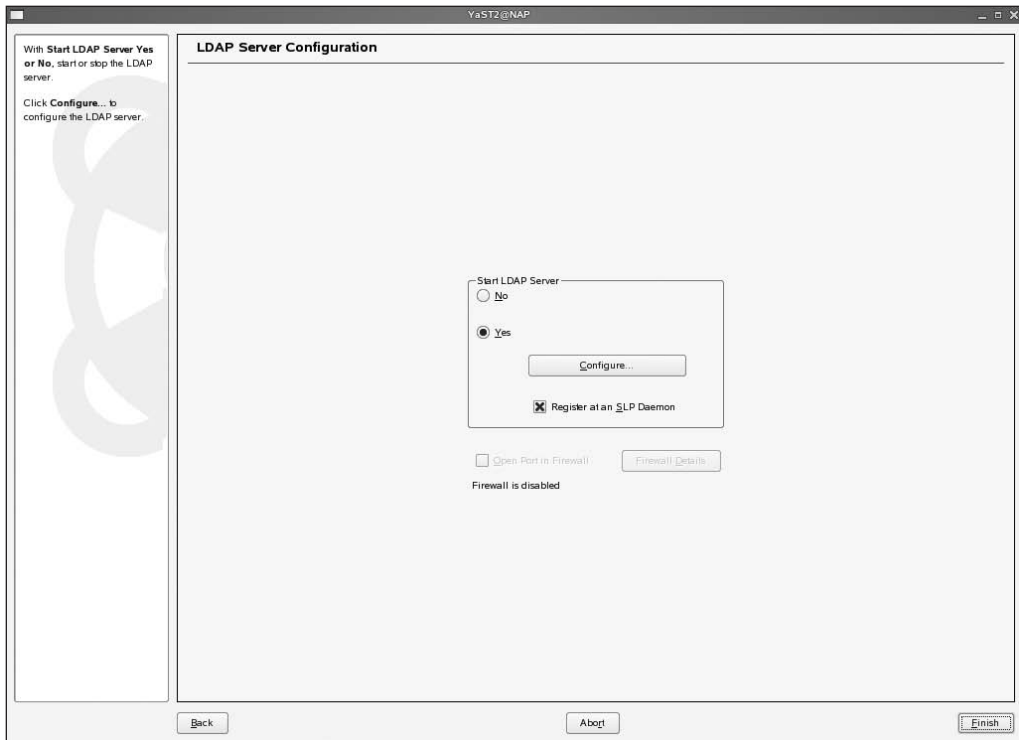 YaST2@NAP
With Start LDAP Server Yes
or No, start or stop the LDAP
server.
Click Configure... to
configure the LDAP server.
LDAP Server Configuration
Start LDAP Server
No
Yes
Configure...
Register at an SLP Daemon
Open Port in Firewall
Firewall Details
Firewall is disabled
Back
Abort
Finish